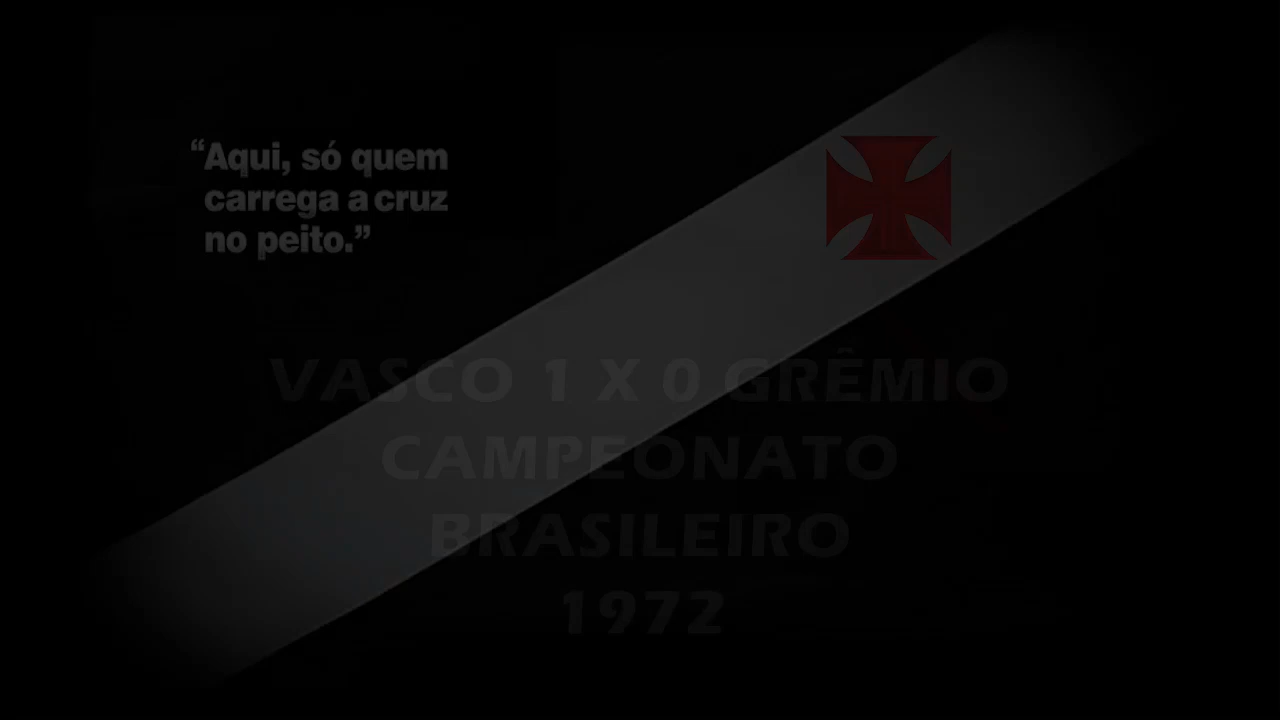 “Aqui, só quem
carrega a cruz
no peito.”
VASCO 1 X 0 GRÊMIO
CAMPEONATO
BRASILEIRO
1972